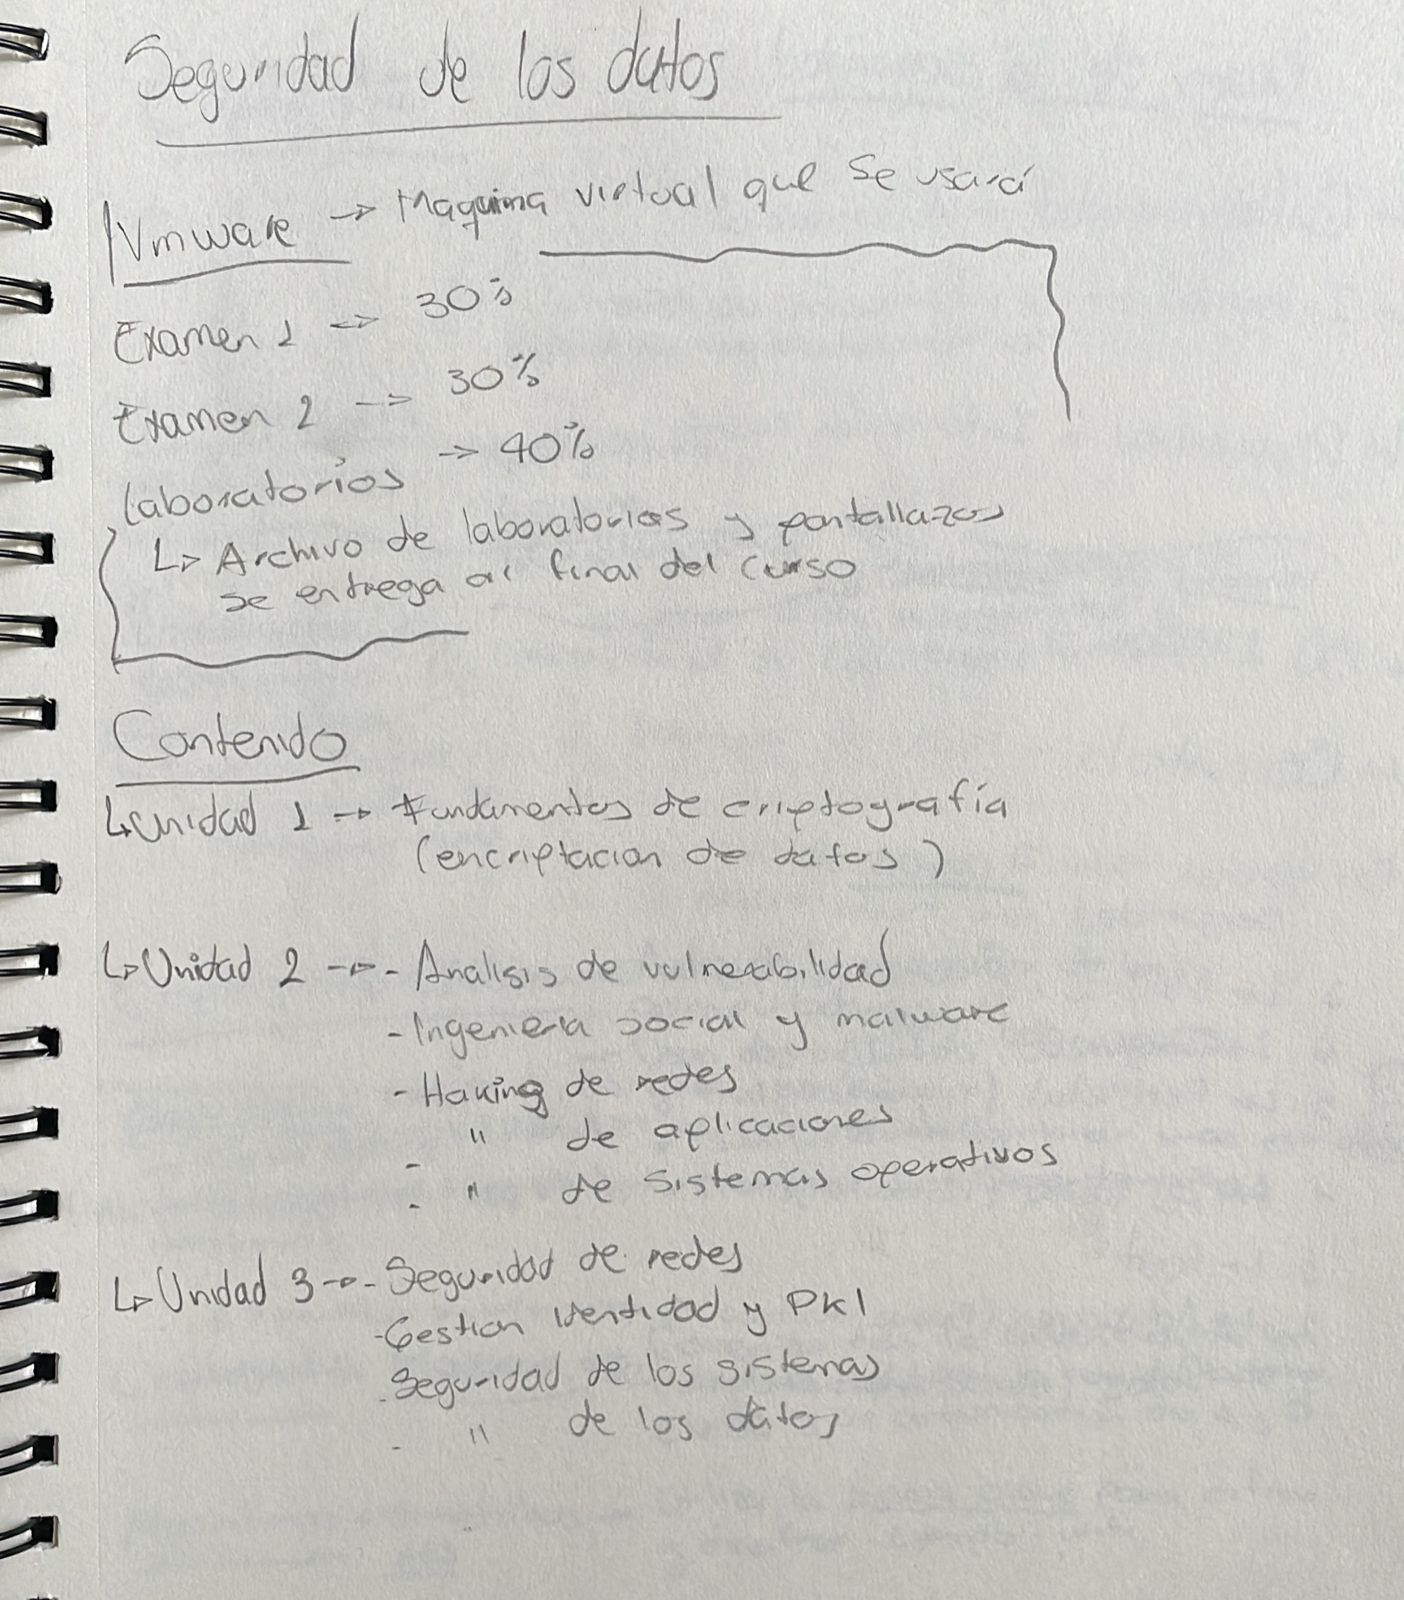 Seguridad de los datos
Vmware -> Maquina virtual que se usará
Examen 1 -> 30%
Examen 2 --> 30%
Laboratorios -> 40%
↳ Archivo de laboratorios y pantallazos
se entrega al final del curso
Contenido
↳ Unidad 1 -> Fundamentos de criptografía
(encriptacion de datos)
↳ Unidad 2 -> - Analisis de vulnerabilidad
- Ingenieria social y malware
- Haking de redes
- " de aplicaciones
- " de sistemas operativos
↳ Unidad 3 -> - Seguridad de redes
- Gestion identidad y PKI
- Seguridad de los sistemas
- " de los datos